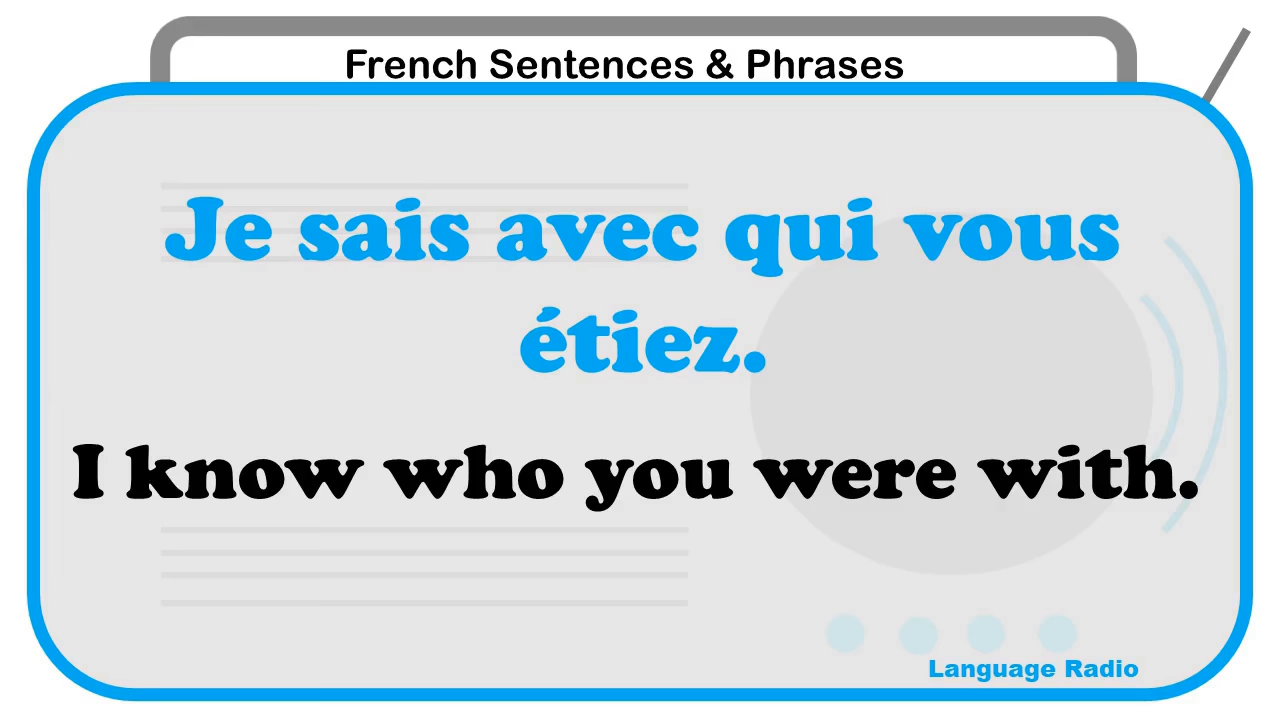 French Sentences & Phrases
Je sais avec qui vous
étiez.
I know who you were with.
Language Radio